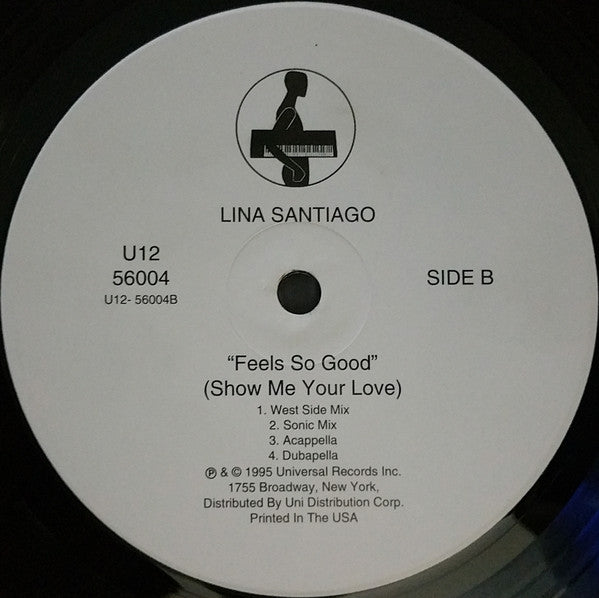 LINA SANTIAGO
U12
56004
U12- 56004B
SIDE B
“Feels So Good”
(Show Me Your Love)
1. West Side Mix
2. Sonic Mix
3. Acappella
4. Dubapella
℗ & © 1995 Universal Records Inc.
1755 Broadway, New York,
Distributed By Uni Distribution Corp.
Printed In The USA